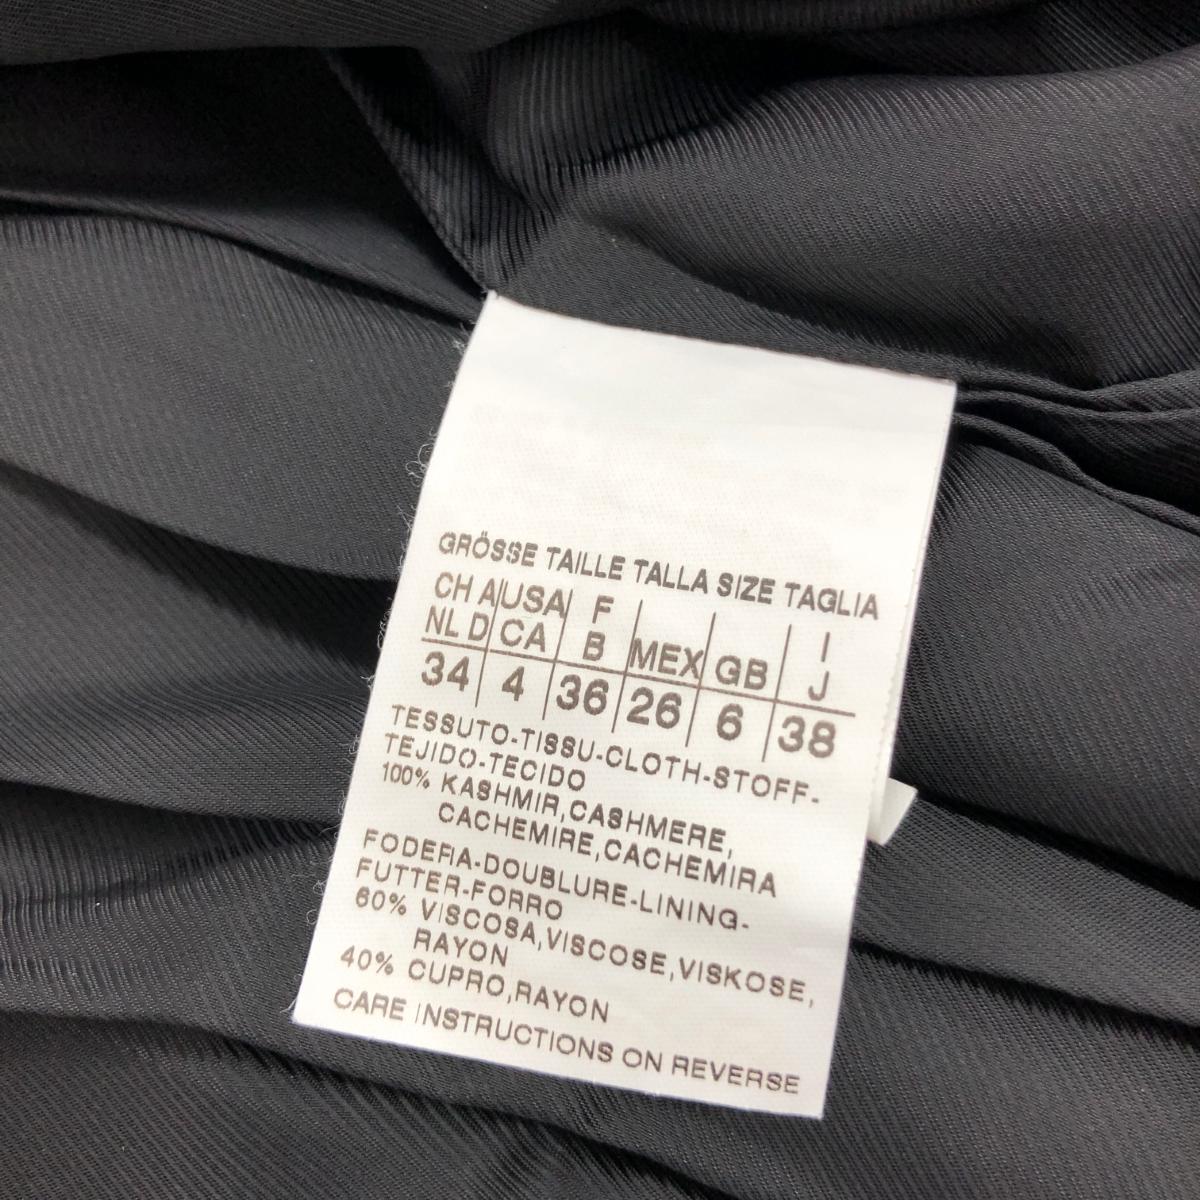 GRÖSSE TAILLE TALLA SIZE TAGLIA
CH A USA F I
NL D CA B MEX GB J
34 4 36 26 6 38
TESSUTO-TISSU-CLOTH-STOFF-
TEJIDO-TECIDO
100% KASHMIR,CASHMERE,
CACHEMIRE,CACHEMIRA
FODERA-DOUBLURE-LINING-
FUTTER-FORRO
60% VISCOSA,VISCOSE,VISKOSE,
RAYON
40% CUPRO,RAYON
CARE INSTRUCTIONS ON REVERSE